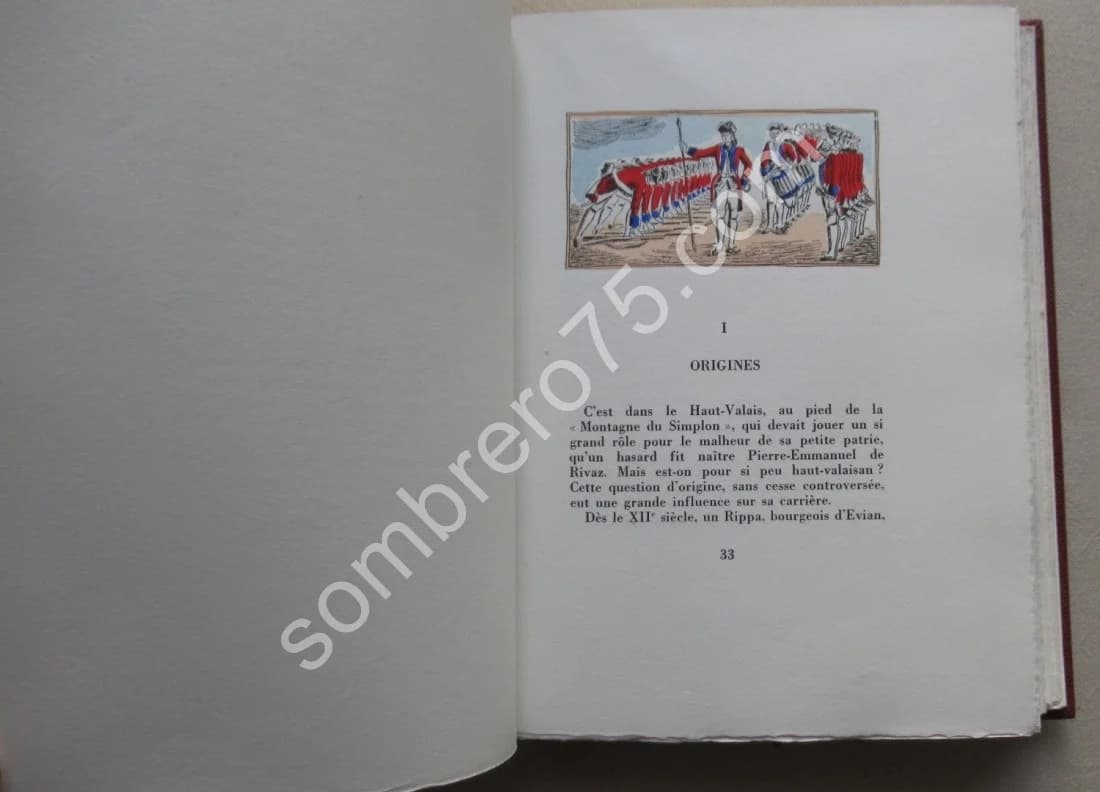 I
ORIGINES
C'est dans le Haut-Valais, au pied de la
« Montagne du Simplon », qui devait jouer un si
grand rôle pour le malheur de sa petite patrie,
qu'un hasard fit naître Pierre-Emmanuel de
Rivaz. Mais est-on pour si peu haut-valaisan ?
Cette question d'origine, sans cesse controversée,
eut une grande influence sur sa carrière.
Dès le XIIe siècle, un Rippa, bourgeois d'Evian,
33
sombrero75.com